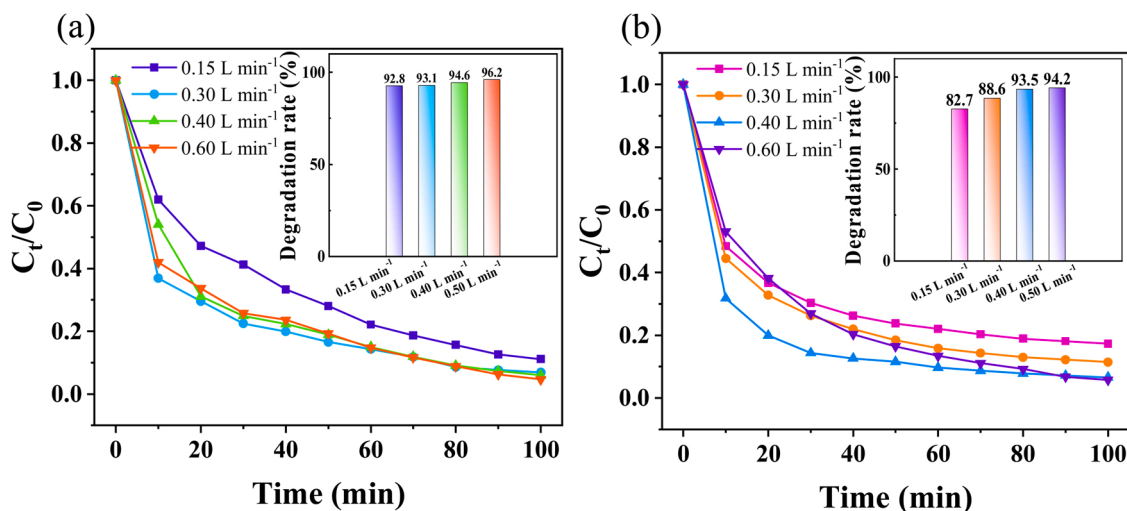 (a)
0.15 L min⁻¹
0.30 L min⁻¹
0.40 L min⁻¹
0.60 L min⁻¹
Cₜ/C₀
1.0
0.8
0.6
0.4
0.2
0.0
0 20 40 60 80 100
Time (min)
Degradation rate (%)
100
50
0
92.8 93.1 94.6 96.2
0.15 L min⁻¹ 0.30 L min⁻¹ 0.40 L min⁻¹ 0.50 L min⁻¹
(b)
0.15 L min⁻¹
0.30 L min⁻¹
0.40 L min⁻¹
0.60 L min⁻¹
Cₜ/C₀
1.0
0.8
0.6
0.4
0.2
0.0
0 20 40 60 80 100
Time (min)
Degradation rate (%)
100
50
0
82.7 88.6 93.5 94.2
0.15 L min⁻¹ 0.30 L min⁻¹ 0.40 L min⁻¹ 0.50 L min⁻¹